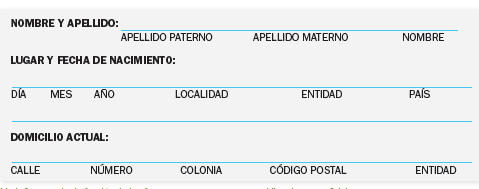 NOMBRE Y APELLIDO:
APELLIDO PATERNO APELLIDO MATERNO NOMBRE
LUGAR Y FECHA DE NACIMIENTO:
DÍA MES AÑO LOCALIDAD ENTIDAD PAÍS
DOMICILIO ACTUAL:
CALLE NÚMERO COLONIA CÓDIGO POSTAL ENTIDAD